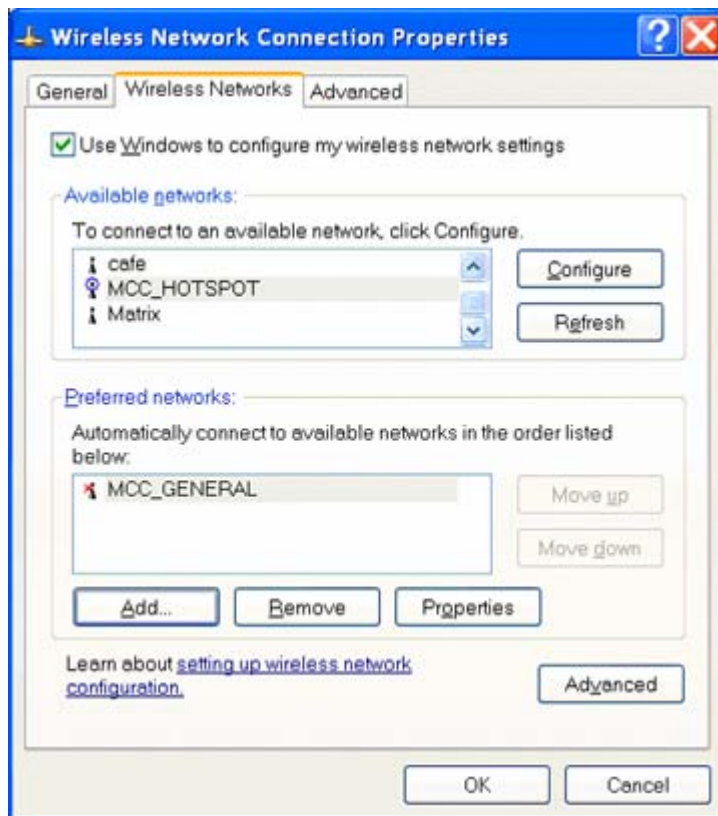 Wireless Network Connection Properties
General Wireless Networks Advanced
Use Windows to configure my wireless network settings
Available networks:
To connect to an available network, click Configure.
cafe
MCC_HOTSPOT
Matrix
Configure
Refresh
Preferred networks:
Automatically connect to available networks in the order listed
below:
MCC_GENERAL
Move up
Move down
Add... Remove Properties
Learn about setting up wireless network
configuration.
Advanced
OK Cancel